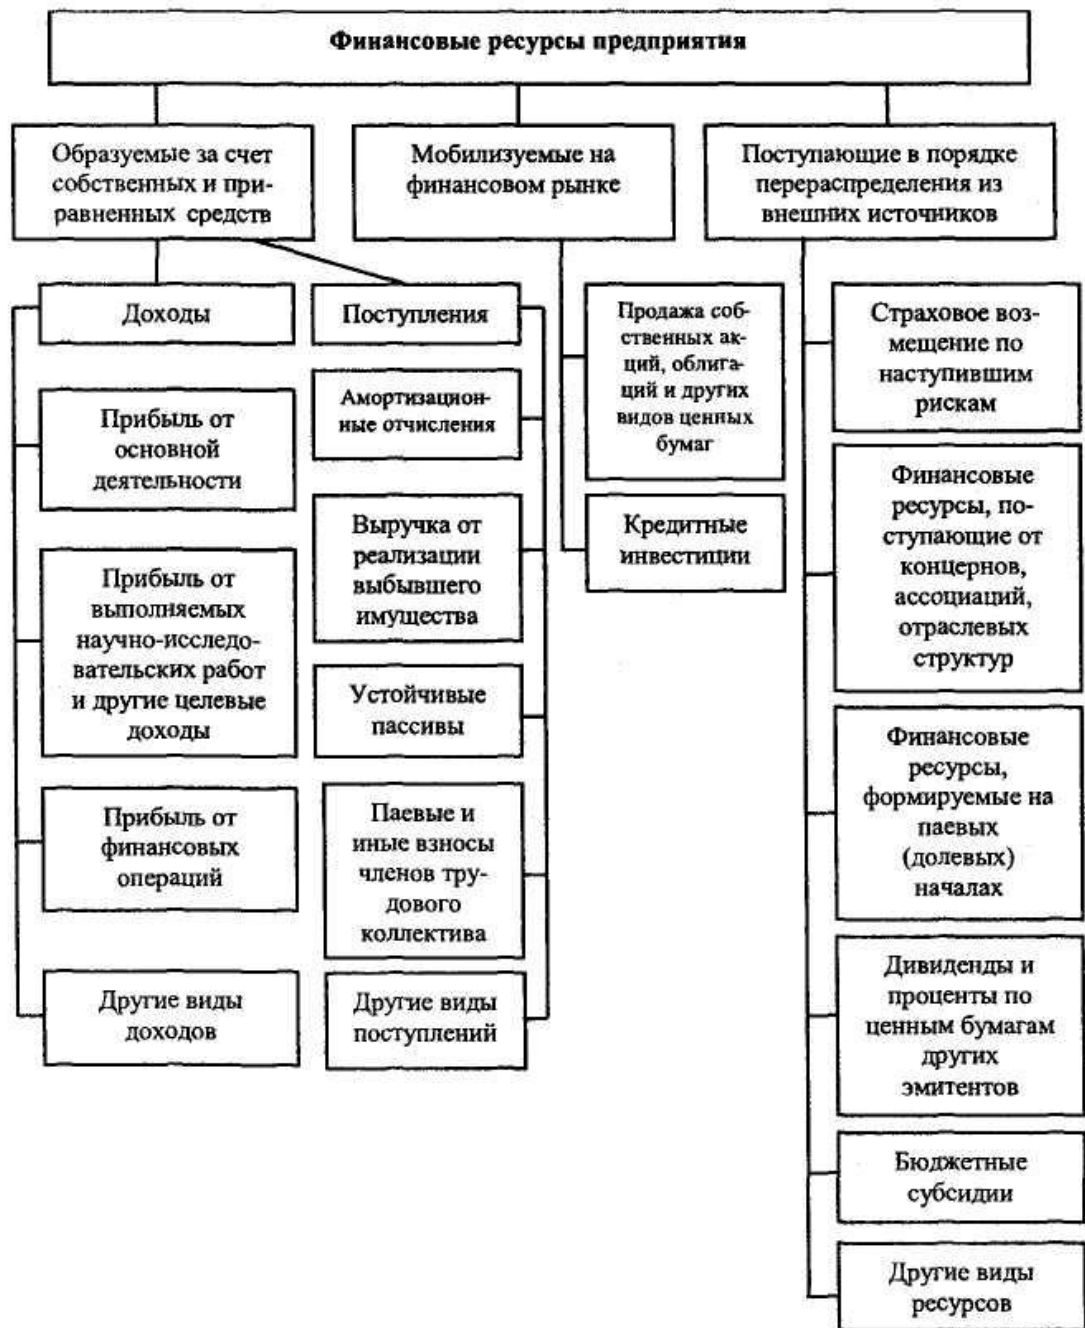 Финансовые ресурсы предприятия
Образуемые за счет
собственных и при-
равненных средств
Мобилизуемые на
финансовом рынке
Поступающие в порядке
перераспределения из
внешних источников
Доходы
Прибыль от
основной
деятельности
Прибыль от
выполняемых
научно-исследо-
вательских работ
и другие целевые
доходы
Прибыль от
финансовых
операций
Другие виды
доходов
Поступления
Амортизацион-
ные отчисления
Выручка от
реализации
выбывшего
имущества
Устойчивые
пассивы
Паевые и
иные взносы
членов тру-
дового
коллектива
Другие виды
поступлений
Продажа соб-
ственных ак-
ций, облига-
ций и других
видов ценных
бумаг
Кредитные
инвестиции
Страховое воз-
мещение по
наступившим
рискам
Финансовые
ресурсы, по-
ступающие от
концернов,
ассоциаций,
отраслевых
структур
Финансовые
ресурсы,
формируемые на
паевых
(долевых)
началах
Дивиденды и
проценты по
ценным бумагам
других
эмитентов
Бюджетные
субсидии
Другие виды
ресурсов